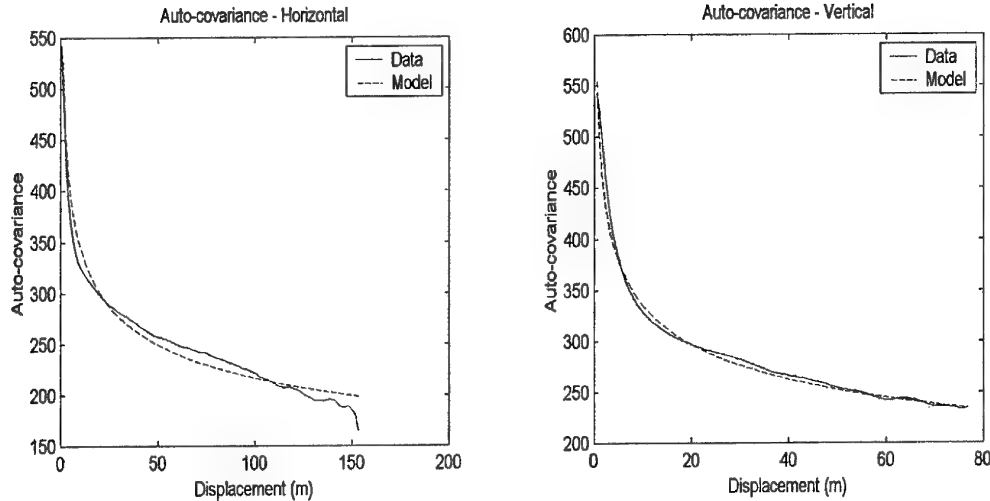 Auto-covariance - Horizontal
550
500
450
400
350
300
250
200
150
Auto-covariance
Data
Model
0
50
100
150
200
Displacement (m)
Auto-covariance - Vertical
600
550
500
450
400
350
300
250
200
Auto-covariance
Data
Model
0
20
40
60
80
Displacement (m)